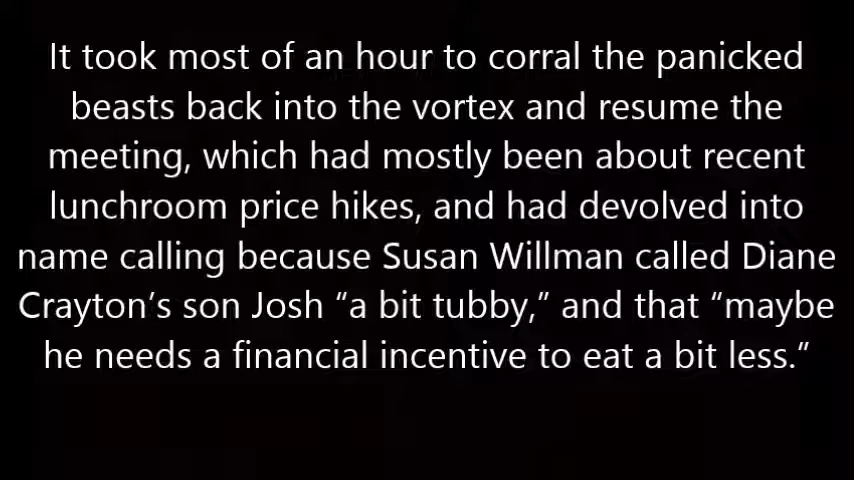 It took most of an hour to corral the panicked
beasts back into the vortex and resume the
meeting, which had mostly been about recent
lunchroom price hikes, and had devolved into
name calling because Susan Willman called Diane
Crayton’s son Josh “a bit tubby,” and that “maybe
he needs a financial incentive to eat a bit less.”